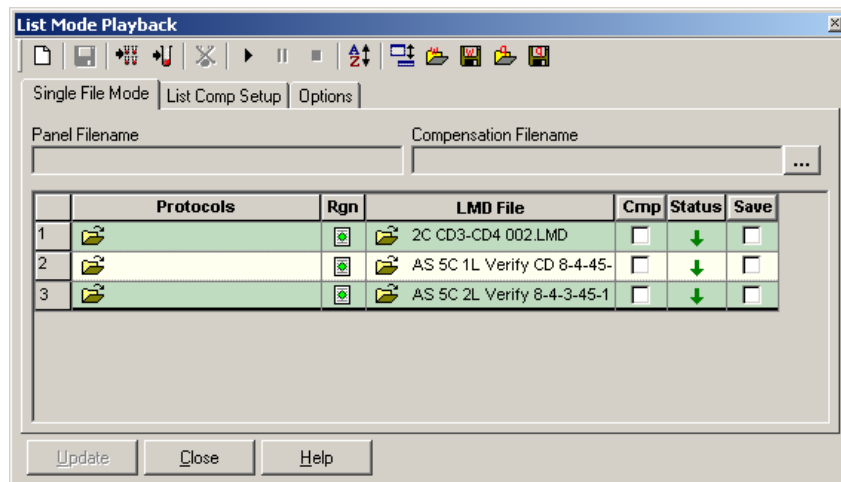 List Mode Playback
Single File Mode List Comp Setup Options
Panel Filename Compensation Filename
...
Protocols Rgn LMD File Cmp Status Save
1 2C CD3-CD4 002.LMD
2 AS 5C 1L Verify CD 8-4-45-
3 AS 5C 2L Verify 8-4-3-45-1
Update Close Help